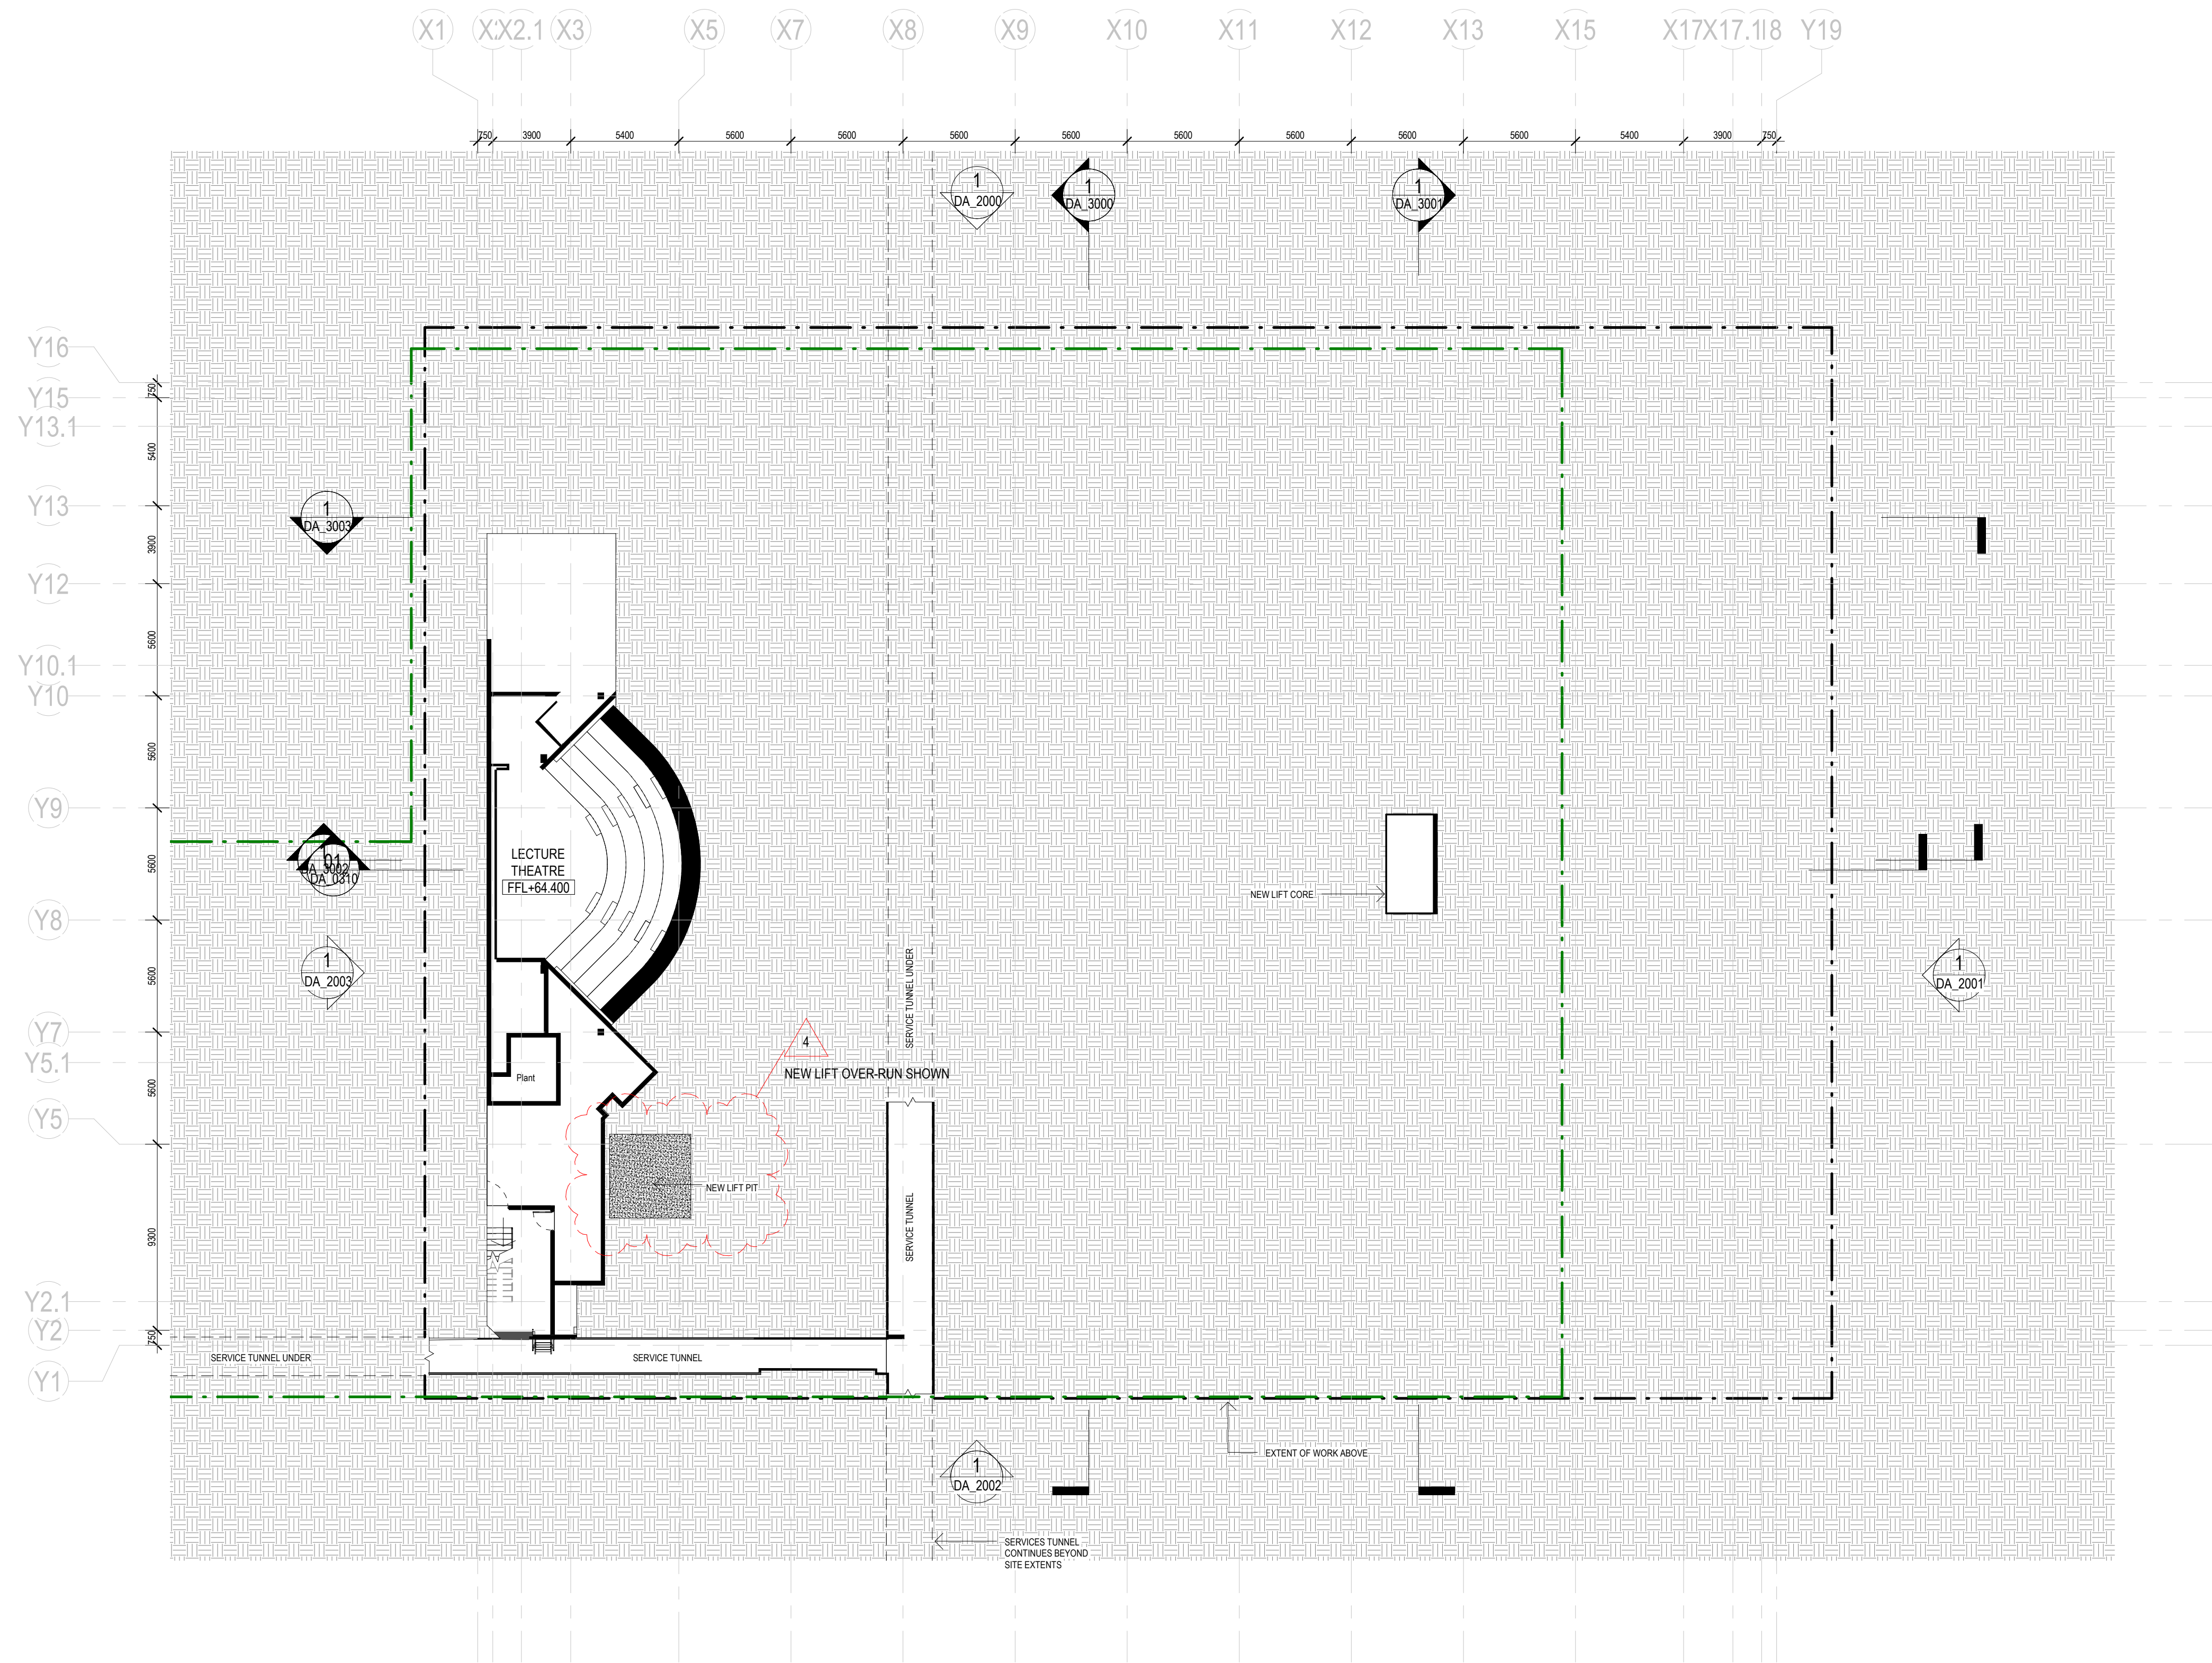 X1 X2 X2.1 X3 X5 X7 X8 X9 X10 X11 X12 X13 X15 X17 X17.1 Y19
750 3900 5400 5600 5600 5600 5600 5600 5600 5600 5600 5400 3900 750
1
DA_2000
1
DA_3000
1
DA_3001
Y16
Y15
Y13.1
Y13
Y12
Y10.1
Y10
Y9
Y8
Y7
Y5.1
Y5
Y2.1
Y2
Y1
750
5400
3900
5600
5600
5600
5600
5600
9300
750
1
DA_3003
01
DA_3002
DA_0310
1
DA_2003
LECTURE
THEATRE
FFL+64.400
NEW LIFT CORE
1
DA_2001
SERVICE TUNNEL UNDER
4
NEW LIFT OVER-RUN SHOWN
Plant
NEW LIFT PIT
SERVICE TUNNEL
SERVICE TUNNEL UNDER
SERVICE TUNNEL
EXTENT OF WORK ABOVE
1
DA_2002
SERVICES TUNNEL
CONTINUES BEYOND
SITE EXTENTS